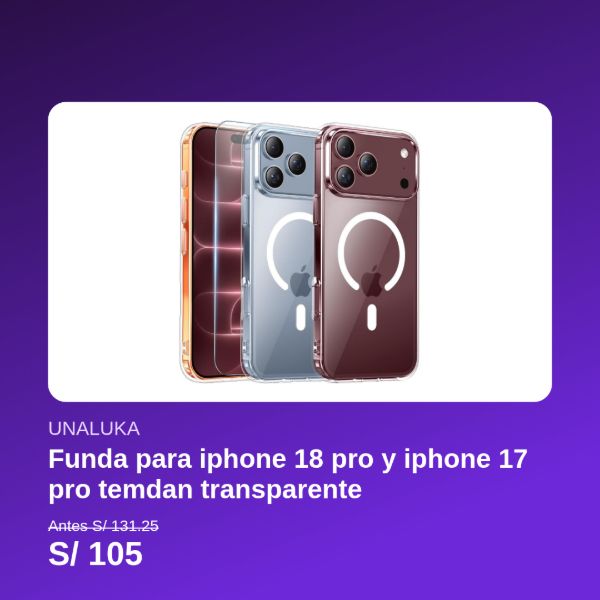 UNALUKA
Funda para iphone 18 pro y iphone 17
pro temdan transparente
Antes S/ 131.25
S/ 105